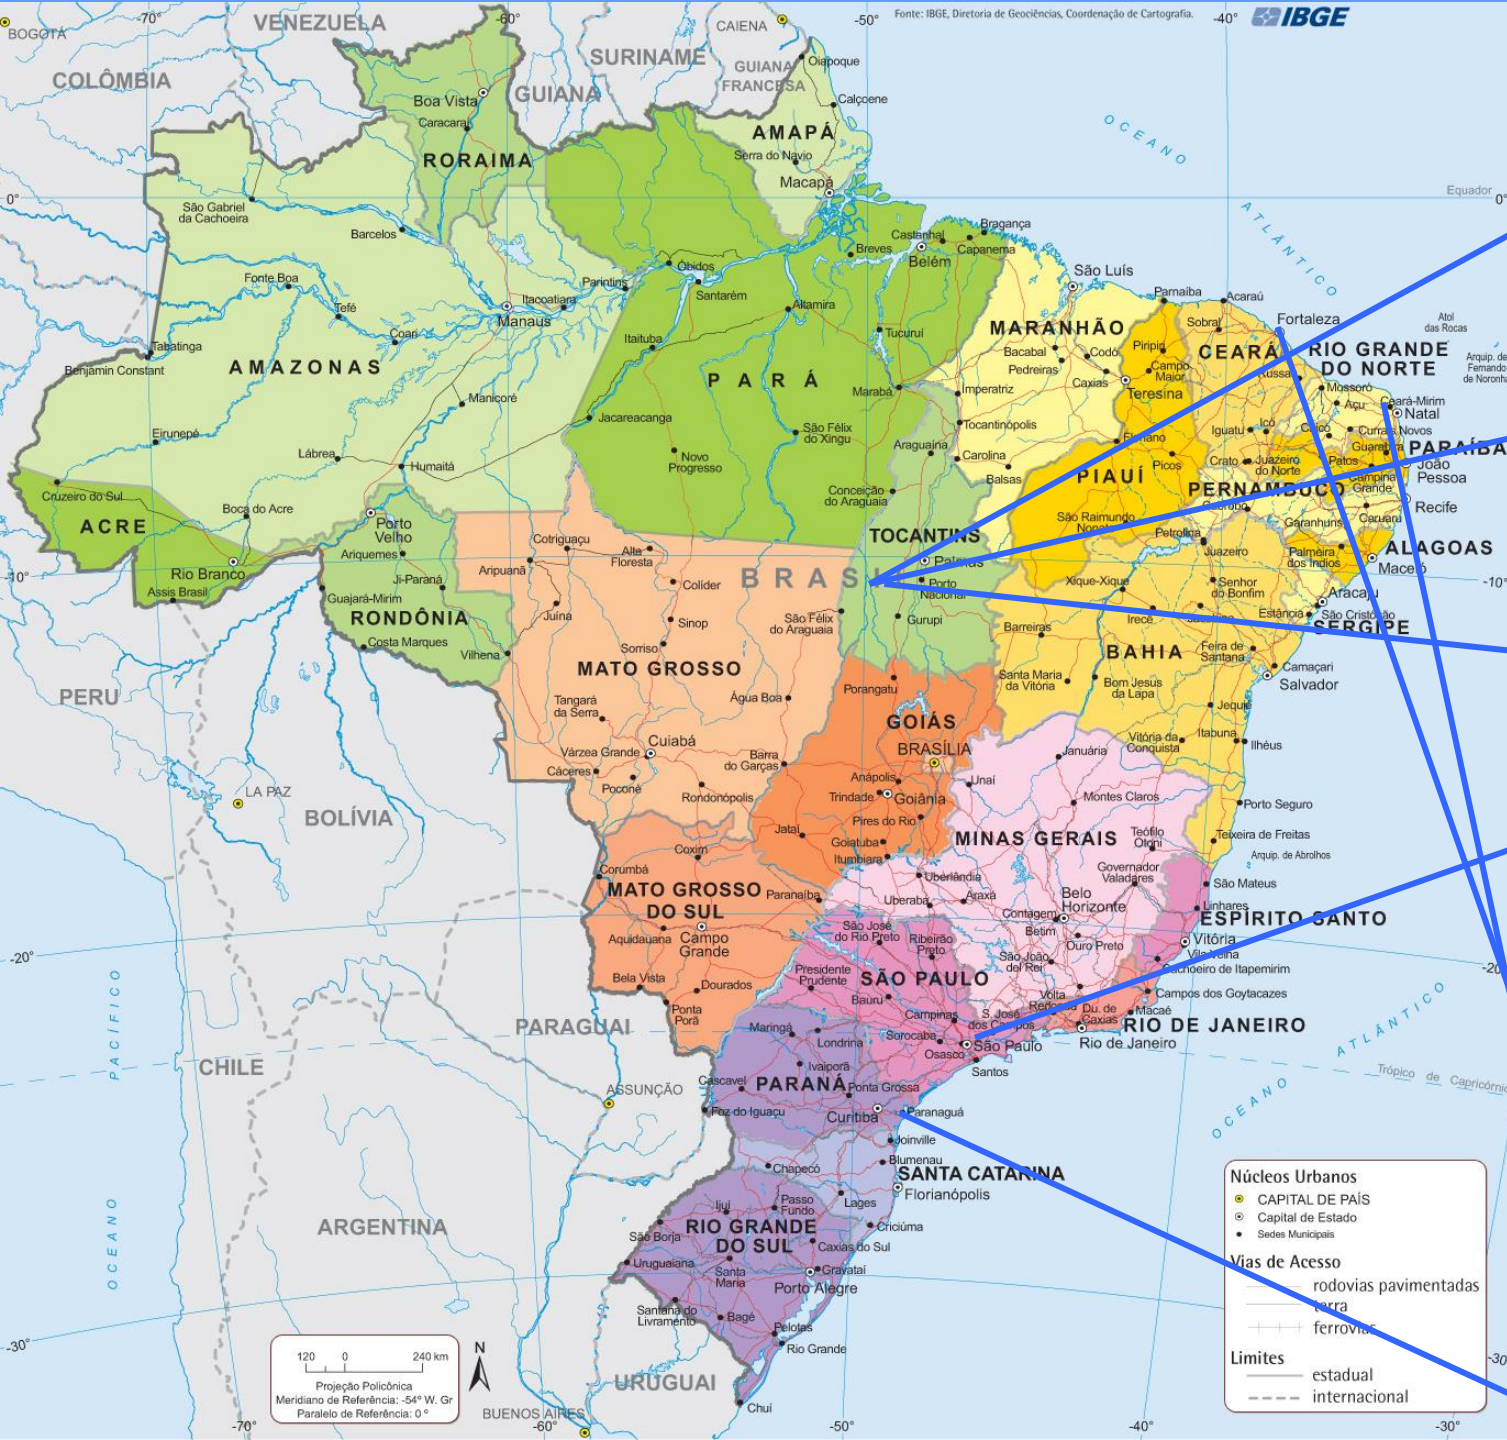 -70°
-60°
-50°
Fonte: IBGE, Diretoria de Geociências, Coordenação de Cartografia.
-40°
IBGE
BOGOTÁ
VENEZUELA
COLÔMBIA
SURINAME
GUIANA
CAIENA
GUIANA
FRANCESA
Oiapoque
Calçoene
AMAPÁ
Serra do Navio
Macapá
Boa Vista
Caracaraí
RORAIMA
OCEANO
ATLÂNTICO
Equador
0°
0°
São Gabriel
da Cachoeira
Barcelos
Fonte Boa
Tefé
Coari
Manaus
Itacoatiara
Parintins
Tabatinga
Benjamin Constant
AMAZONAS
Manicoré
Eirunepé
Lábrea
Humaitá
Óbidos
Santarém
Altamira
Itaituba
Breves
Castanhal
Belém
Bragança
Capanema
Tucuruí
PARÁ
Marabá
Jacareacanga
São Félix
do Xingu
Novo
Progresso
Conceição
do Araguaia
São Luís
MARANHÃO
Bacabal
Codó
Pedreiras
Caxias
Imperatriz
Tocantinópolis
Carolina
Balsas
Parnaíba
Piripiri
Campo
Maior
Teresina
Floriano
Picos
PIAUÍ
São Raimundo
Nonato
Acaraú
Sobral
Fortaleza
CEARÁ
Russas
Iguatu
Icó
Crato
Juazeiro
do Norte
RIO GRANDE
DO NORTE
Mossoró
Açu
Ceará-Mirim
Natal
Caicó
Currais Novos
Atol
das Rocas
Arquip. de
Fernando
de Noronha
PARAÍBA
Guarabira
Patos
João
Pessoa
Campina
Grande
PERNAMBUCO
Recife
Caruaru
Garanhuns
Petrolina
ALAGOAS
Palmeira
dos Índios
Maceió
Aracaju
São Cristóvão
Estância
SERGIPE
-10°
-10°
Cruzeiro do Sul
ACRE
Boca do Acre
Rio Branco
Assis Brasil
Porto
Velho
Ariquemes
Ji-Paraná
Guajará-Mirim
RONDÔNIA
Costa Marques
Vilhena
Cotriguaçu
Alta
Floresta
Aripuanã
Colíder
Juína
Sinop
Sorriso
MATO GROSSO
São Félix
do Araguaia
Tangará
da Serra
Água Boa
Cuiabá
Várzea Grande
Cáceres
Poconé
Rondonópolis
Barra
do Garças
BRASIL
Araguaína
TOCANTINS
Palmas
Porto
Nacional
Gurupi
Juazeiro
Xique-Xique
Senhor
do Bonfim
Irecê
Barreiras
BAHIA
Feira de
Santana
Camaçari
Salvador
Santa Maria
da Vitória
Bom Jesus
da Lapa
Jequié
Vitória da
Conquista
Itabuna
Ilhéus
Porto Seguro
Teixeira de Freitas
Arquip. de Abrolhos
Porangatu
GOIÁS
BRASÍLIA
Anápolis
Trindade
Goiânia
Pires do Rio
Jataí
Goiatuba
Itumbiara
Januária
Unaí
Montes Claros
MINAS GERAIS
Teófilo
Otoni
Governador
Valadares
Uberlândia
Uberaba
Araxá
Belo
Horizonte
Contagem
Betim
Ouro Preto
São João
del Rei
São Mateus
Linhares
ESPÍRITO SANTO
Vitória
Vila Velha
Cachoeiro de Itapemirim
PERU
LA PAZ
BOLÍVIA
Corumbá
Coxim
MATO GROSSO
DO SUL
Paranaíba
Aquidauana
Campo
Grande
Bela Vista
Dourados
Ponta
Porã
-20°
-20°
São José
do Rio Preto
Ribeirão
Preto
SÃO PAULO
Presidente
Prudente
Bauru
Campinas
S. José
dos Campos
Sorocaba
Osasco
São Paulo
Santos
Volta
Redonda
Du. de
Caxias
Macaé
Campos dos Goytacazes
RIO DE JANEIRO
Rio de Janeiro
OCEANO
PACÍFICO
CHILE
PARAGUAI
ASSUNÇÃO
Maringá
Londrina
Ivaiporã
PARANÁ
Cascavel
Ponta Grossa
Foz do Iguaçu
Curitiba
Paranaguá
Joinville
Blumenau
SANTA CATARINA
Chapecó
Florianópolis
Lages
Criciúma
Ijuí
Passo
Fundo
RIO GRANDE
DO SUL
São Borja
Caxias do Sul
Uruguaiana
Santa
Maria
Gravataí
Porto Alegre
Santana do
Livramento
Bagé
Pelotas
Rio Grande
Chuí
ARGENTINA
URUGUAI
BUENOS AIRES
OCEANO
ATLÂNTICO
Trópico de Capricórnio
-30°
-30°
120 0 240 km
Projeção Policônica
Meridiano de Referência: -54° W. Gr
Paralelo de Referência: 0°
N
Núcleos Urbanos
CAPITAL DE PAÍS
Capital de Estado
Sedes Municipais
Vias de Acesso
rodovias pavimentadas
terra
ferrovias
Limites
estadual
internacional
-70°
-60°
-50°
-40°
-30°